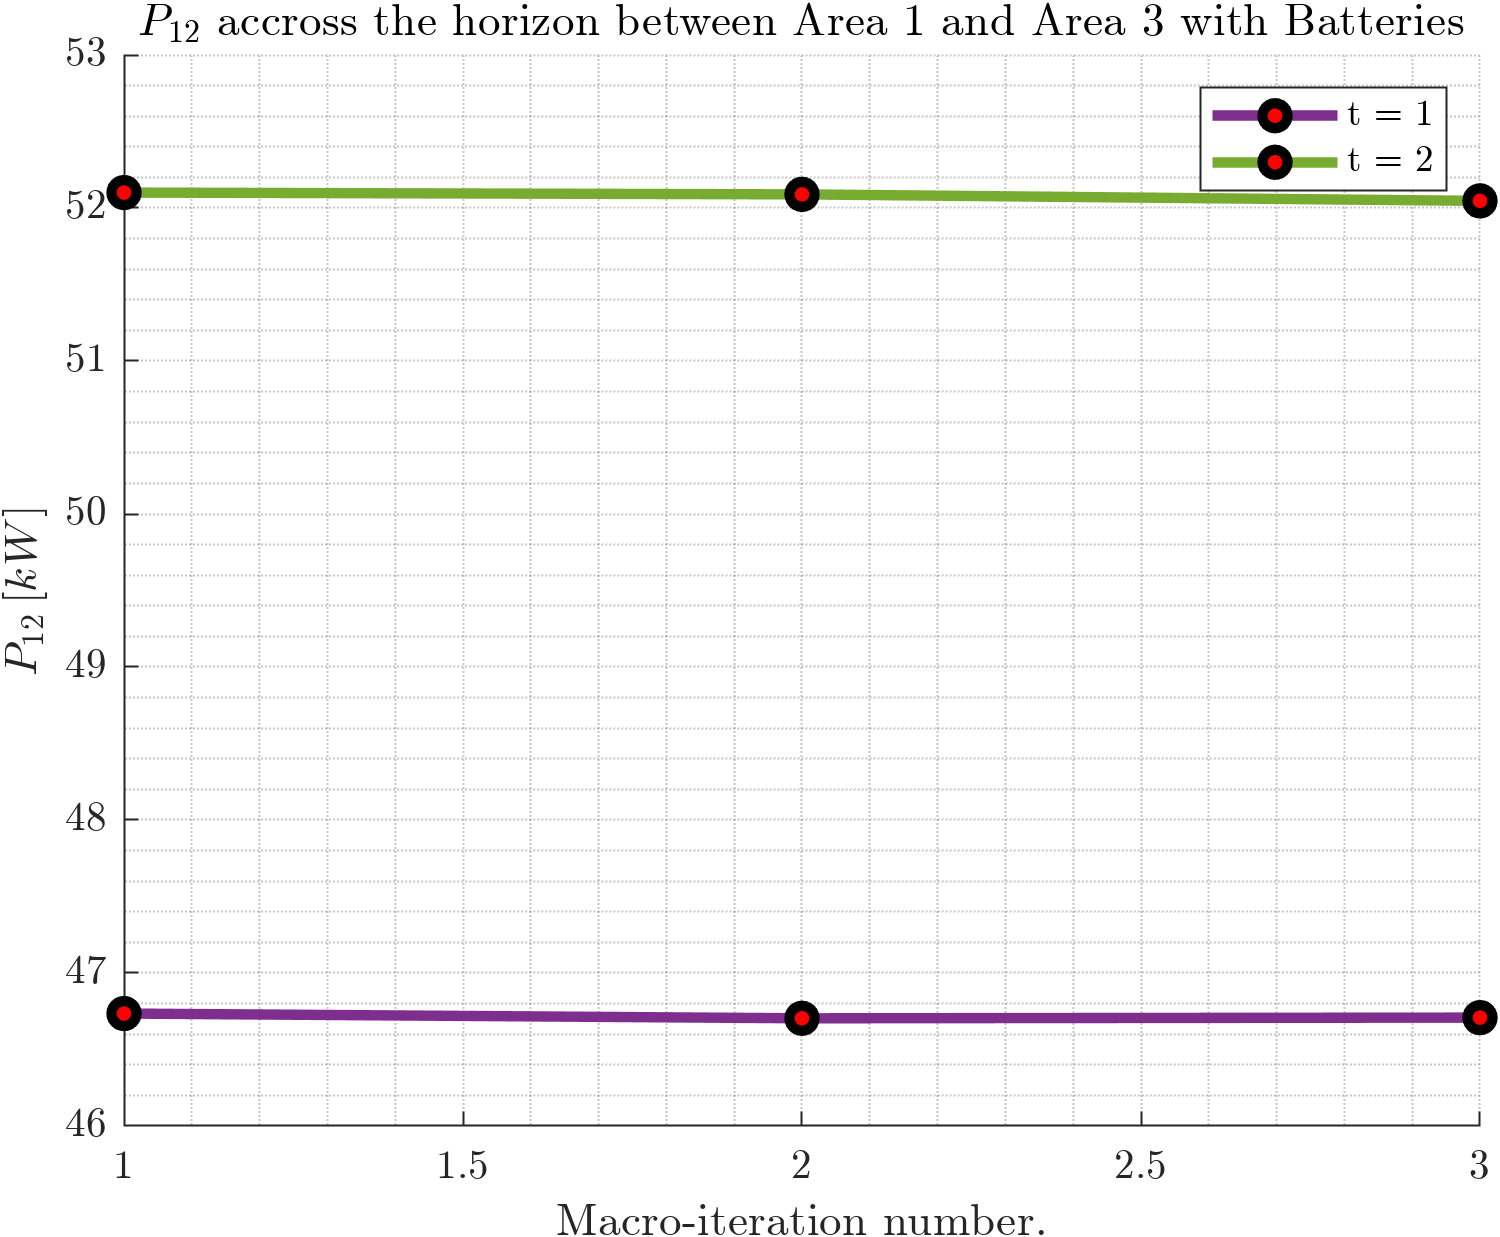 P₁₂ accross the horizon between Area 1 and Area 3 with Batteries
t = 1
t = 2
P₁₂ [kW]
53
52
51
50
49
48
47
46
1 1.5 2 2.5 3
Macro-iteration number.